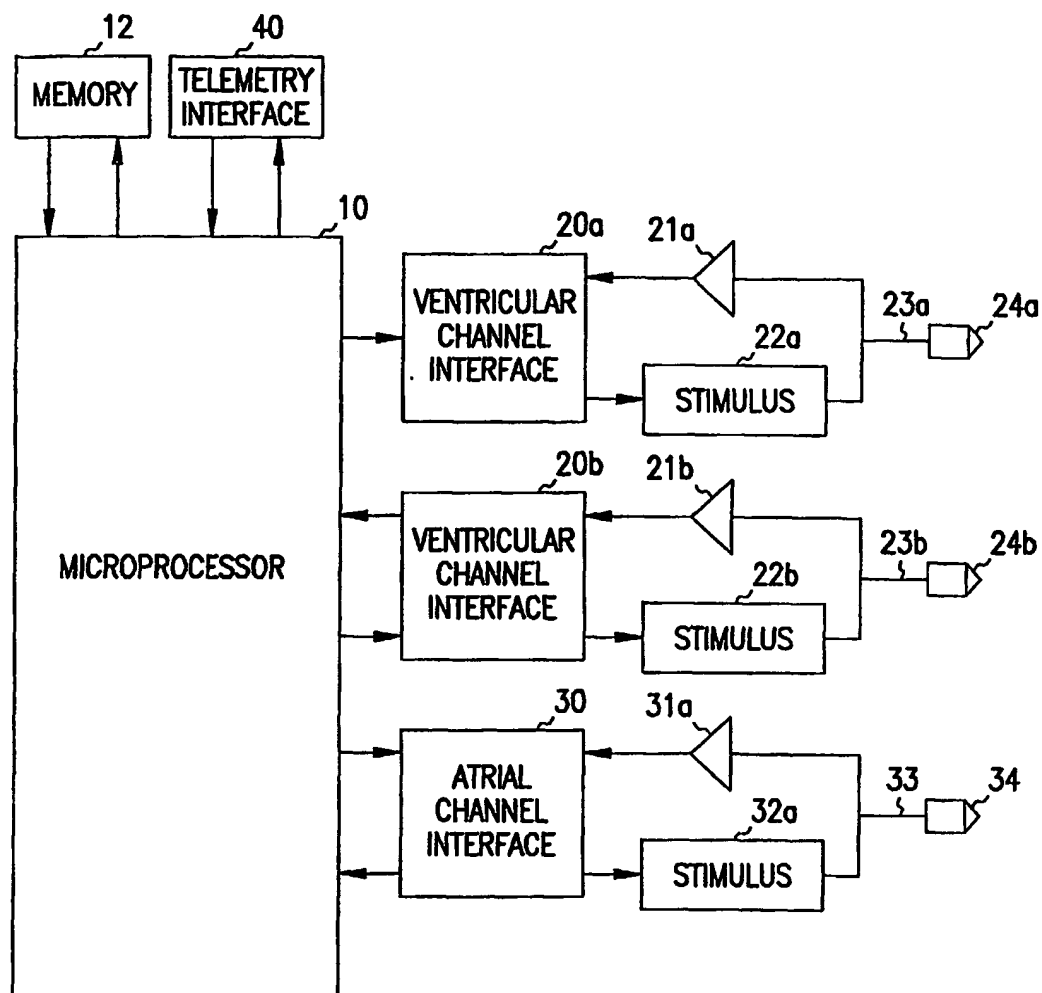 12
40
MEMORY
TELEMETRY
INTERFACE
10
MICROPROCESSOR
20a
VENTRICULAR
CHANNEL
INTERFACE
21a
22a
STIMULUS
23a
24a
20b
VENTRICULAR
CHANNEL
INTERFACE
21b
22b
STIMULUS
23b
24b
30
ATRIAL
CHANNEL
INTERFACE
31a
32a
STIMULUS
33
34